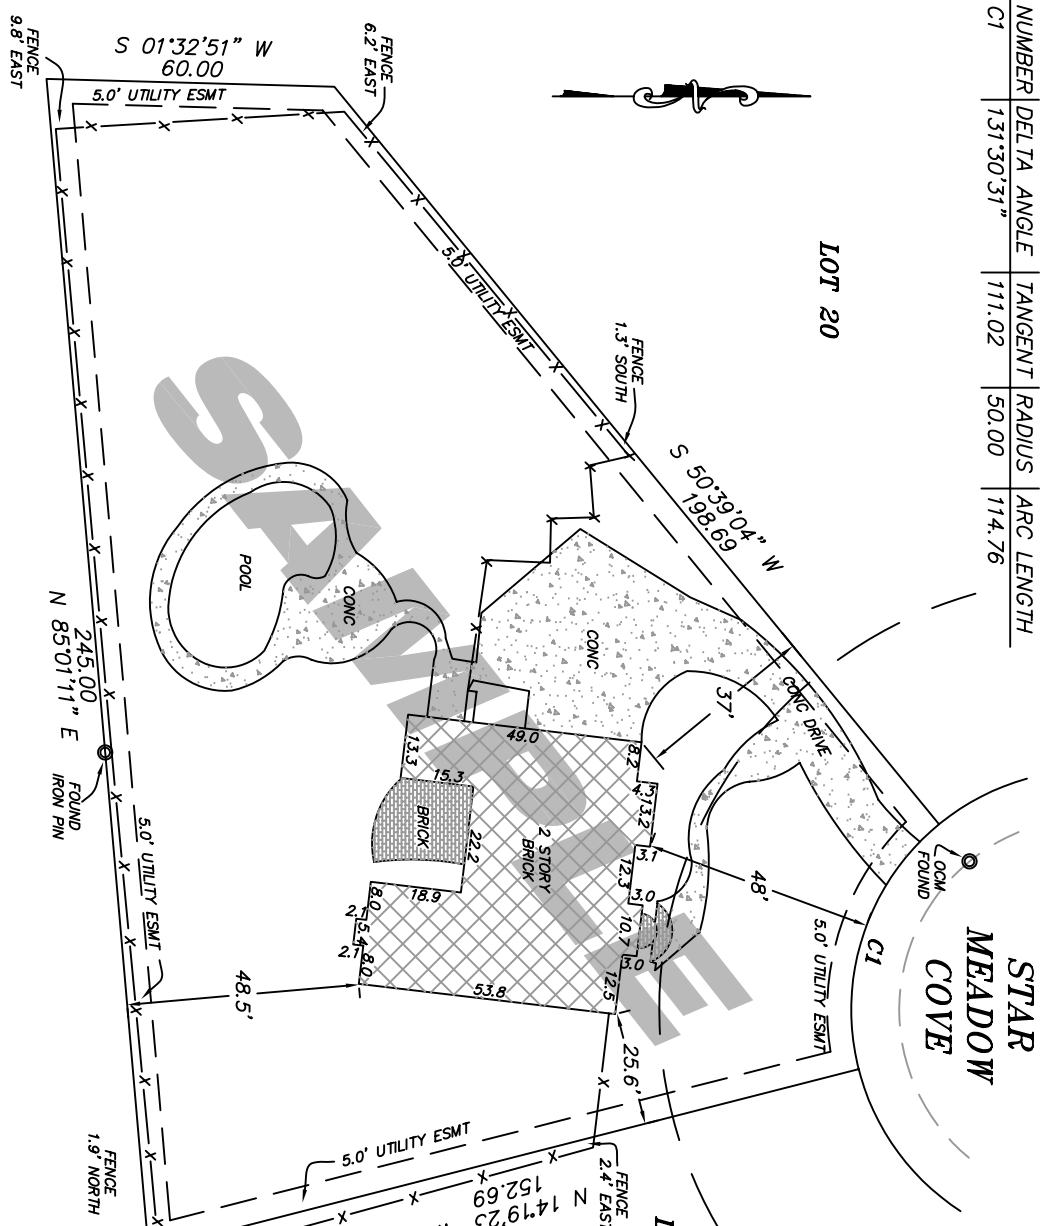 NUMBER DELTA ANGLE TANGENT RADIUS ARC LENGTH
C1 131°30'31" 111.02 50.00 114.76
STAR
MEADOW
COVE
OCM
FOUND
C1
LOT 20
S 50°39'04" W
198.69
FENCE
1.3' SOUTH
FENCE
6.2' EAST
S 01°32'51" W
60.00
FENCE
9.8' EAST
5.0' UTILITY ESMT
5.0' UTILITY ESMT
5.0' UTILITY ESMT
5.0' UTILITY ESMT
5.0' UTILITY ESMT
CONC DRIVE
37'
48'
CONC
CONC
POOL
2 STORY
BRICK
BRICK
49.0
8.2
4.3
13.2
3.1
12.3
3.0
10.7
3.0
12.5
53.8
8.0
2.1
5.4
2.1
8.0
18.9
22.2
15.3
13.3
25.6'
48.5'
245.00
N 85°01'11" E
FOUND
IRON PIN
FENCE
2.4' EAST
N 14°19'23
152.69
FENCE
1.9' NORTH
SAMPLE